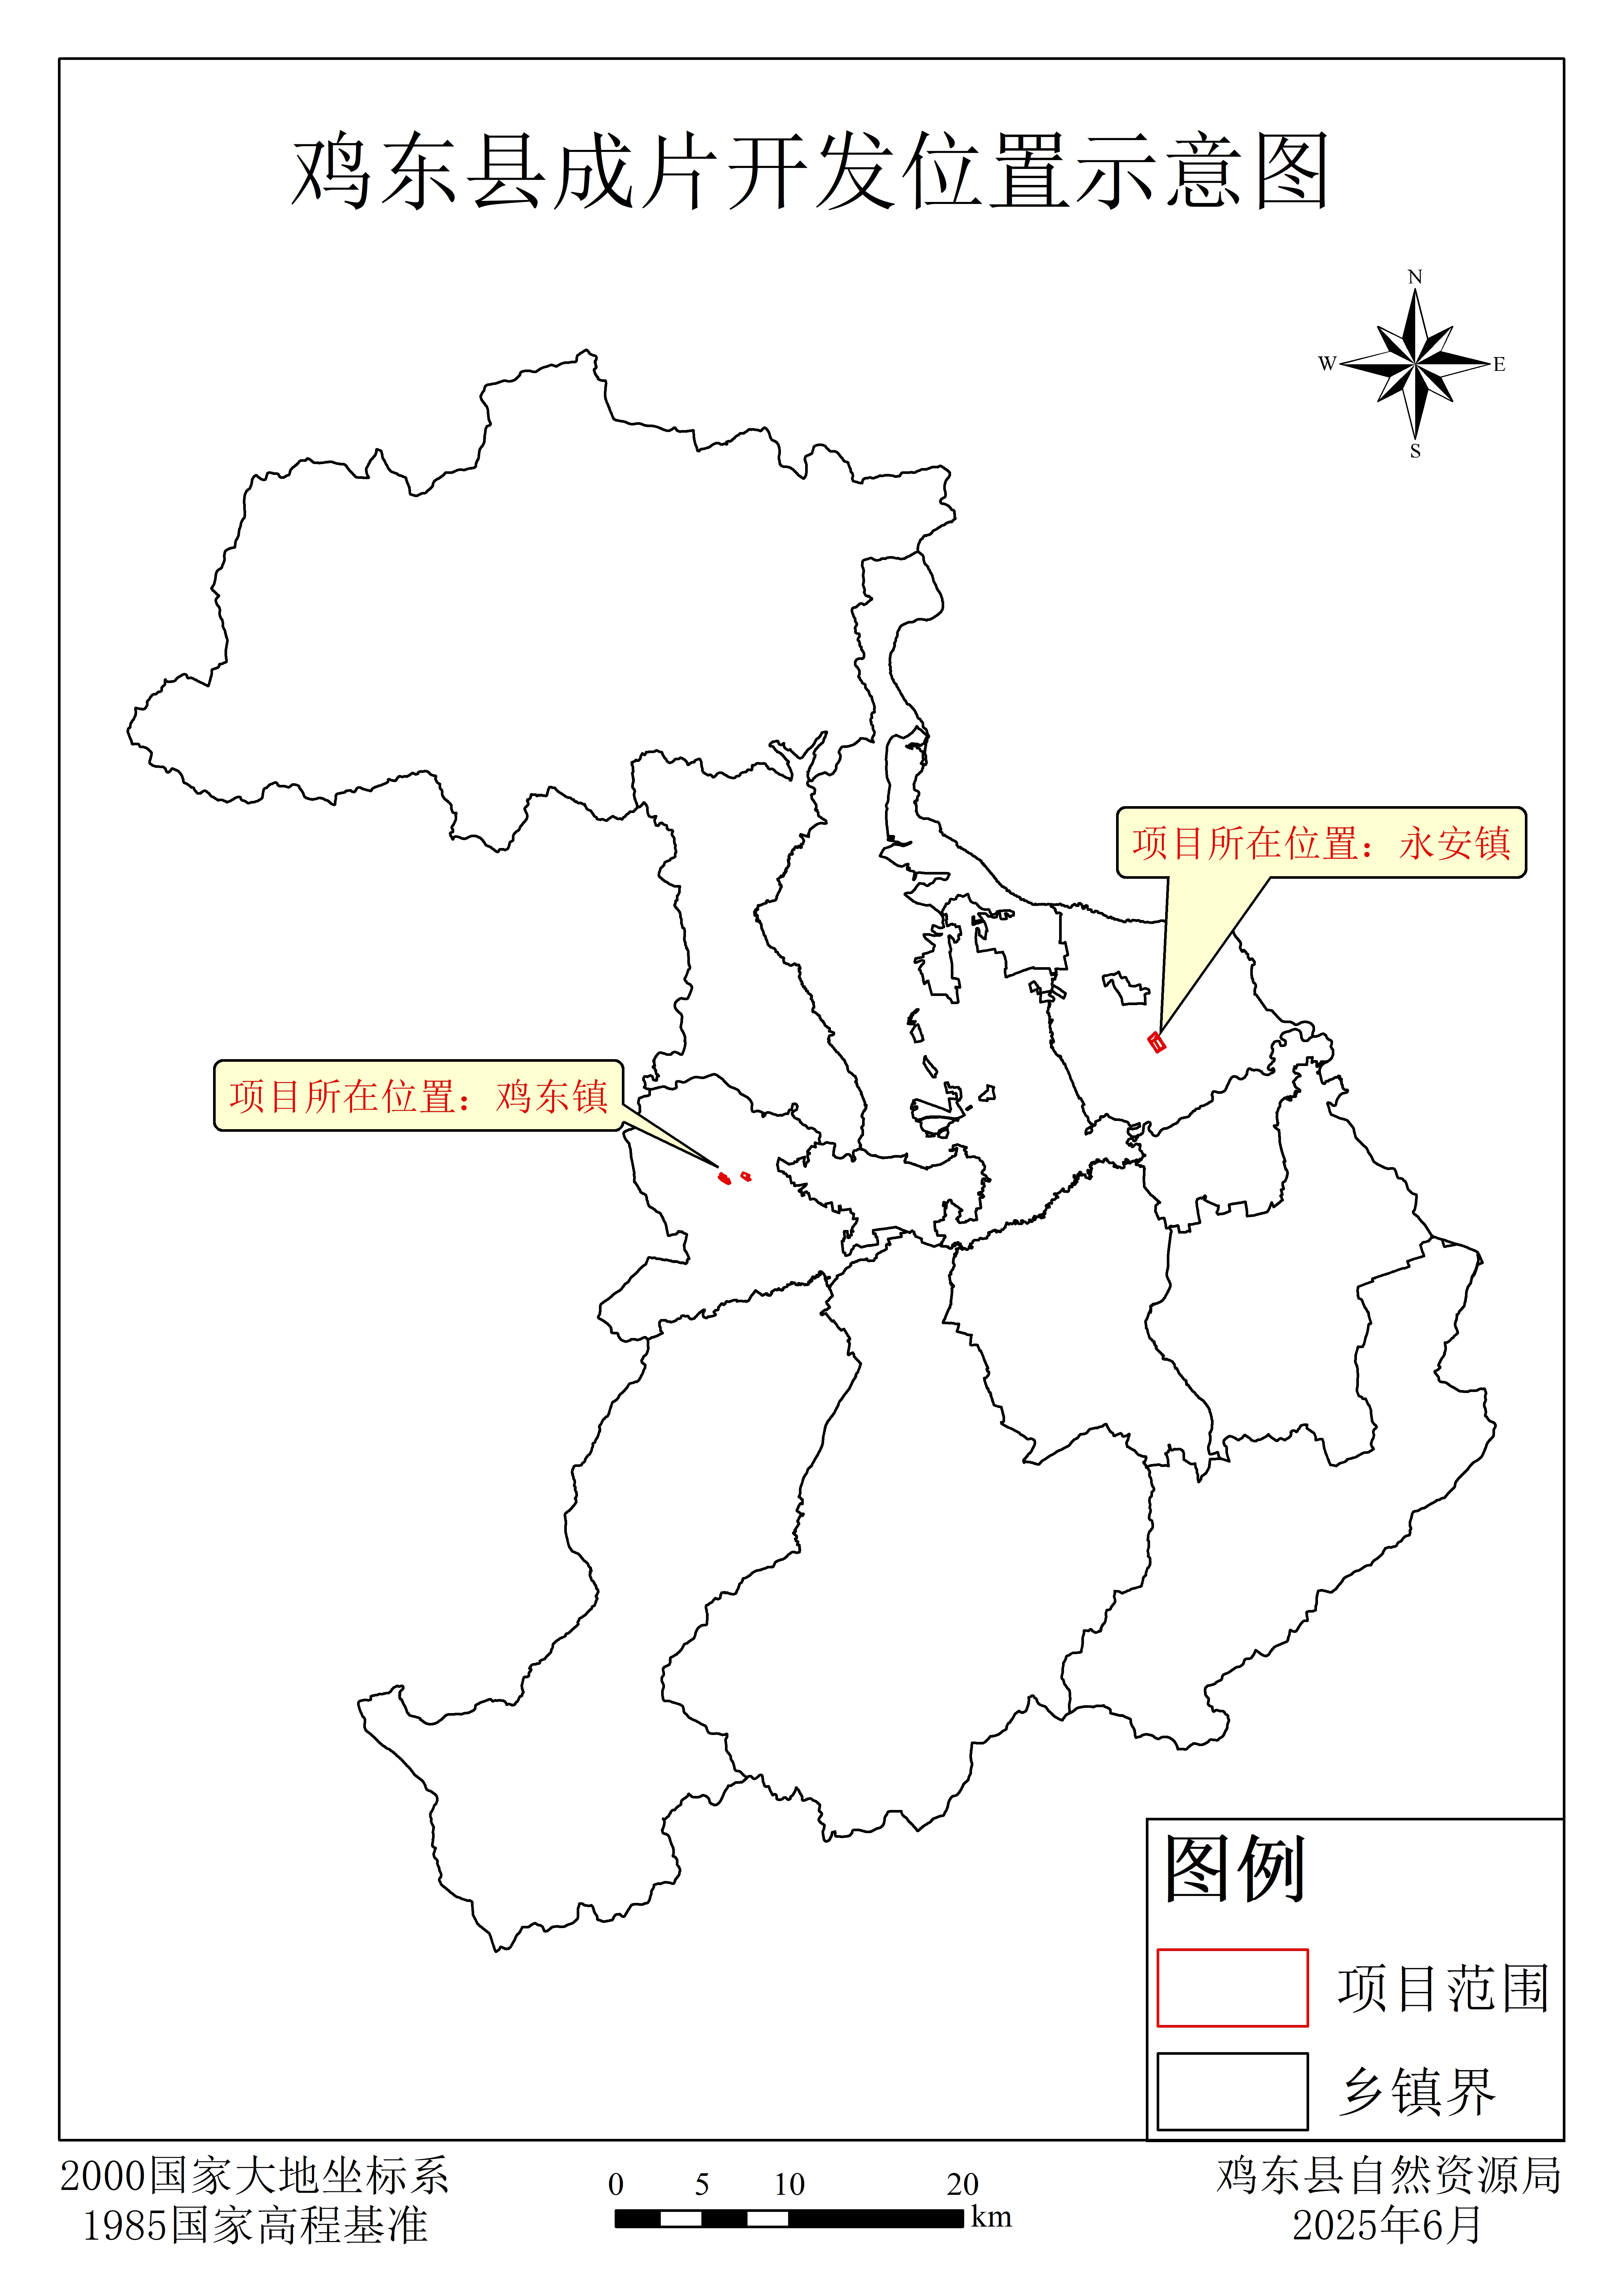 鸡东县成片开发位置示意图
N
W
E
S
项目所在位置：永安镇
项目所在位置：鸡东镇
图例
项目范围
乡镇界
2000国家大地坐标系
1985国家高程基准
0 5 10 20
km
鸡东县自然资源局
2025年6月